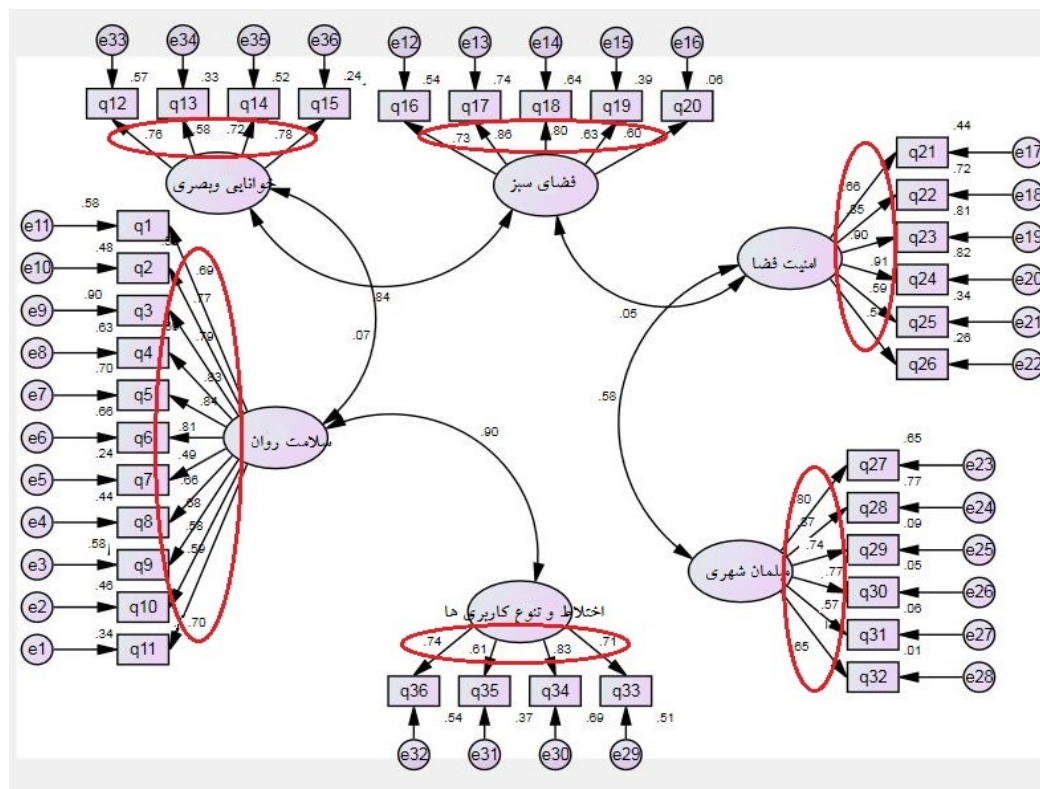 e33 e34 e35 e36 e12 e13 e14 e15 e16
.57 .33 .52 .24 .54 .74 .64 .39 .06
q12 q13 q14 q15 q16 q17 q18 q19 q20
.76 .58 .72 .78 .73 .86 .80 .63 .60
خوانایی وبصری
فضای سبز
امنیت فضا
.44 q21 e17
.72 q22 e18
.81 q23 e19
.82 q24 e20
.34 q25 e21
.26 q26 e22
.66
.85
.90
.91
.59
.58 q1 e11
.48 q2 e10
.90 q3 e9
.63 q4 e8
.70 q5 e7
.66 q6 e6
.24 q7 e5
.44 q8 e4
.58 q9 e3
.46 q10 e2
.34 q11 e1
.69
.77
.79
.83
.84
.81
.49
.66
.68
.58
.59
.70
سلامت روان
.84
.07
.05
.58
.90
.65 q27 e23
.77 q28 e24
.09 q29 e25
.05 q30 e26
.06 q31 e27
.01 q32 e28
.80
.74
.77
.57
.65
مبلمان شهری
اختلاط و تنوع کاربری ها
.74 .61 .83 .71
q36 q35 q34 q33
.54 .37 .69 .51
e32 e31 e30 e29